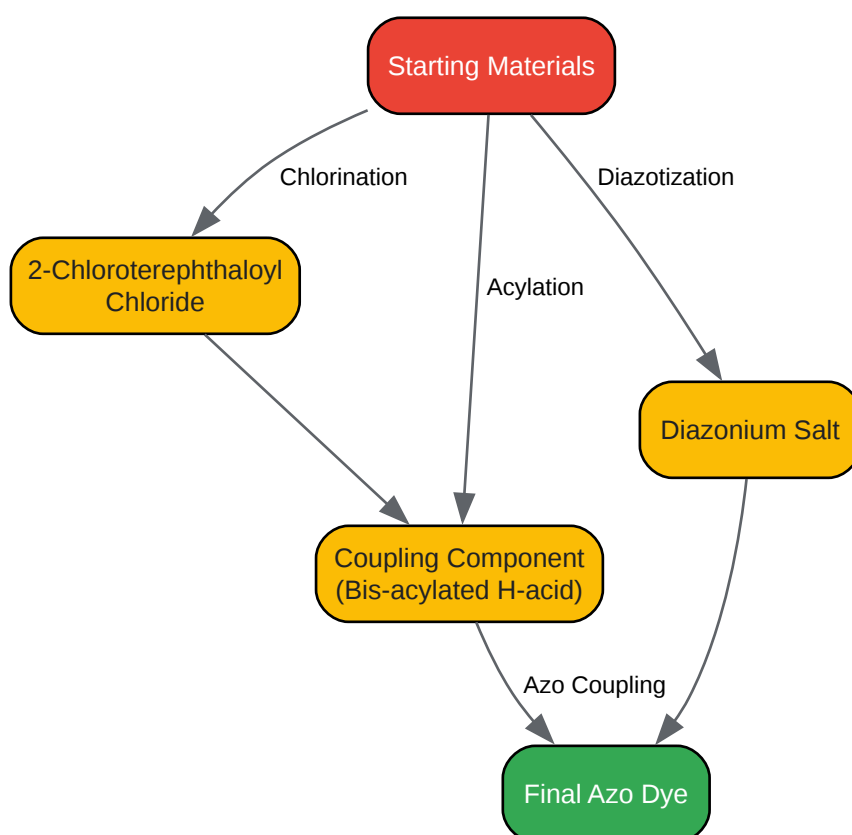 Starting Materials
Chlorination
Diazotization
2-Chloroterephthaloyl
Chloride
Acylation
Diazonium Salt
Coupling Component
(Bis-acylated H-acid)
Azo Coupling
Final Azo Dye